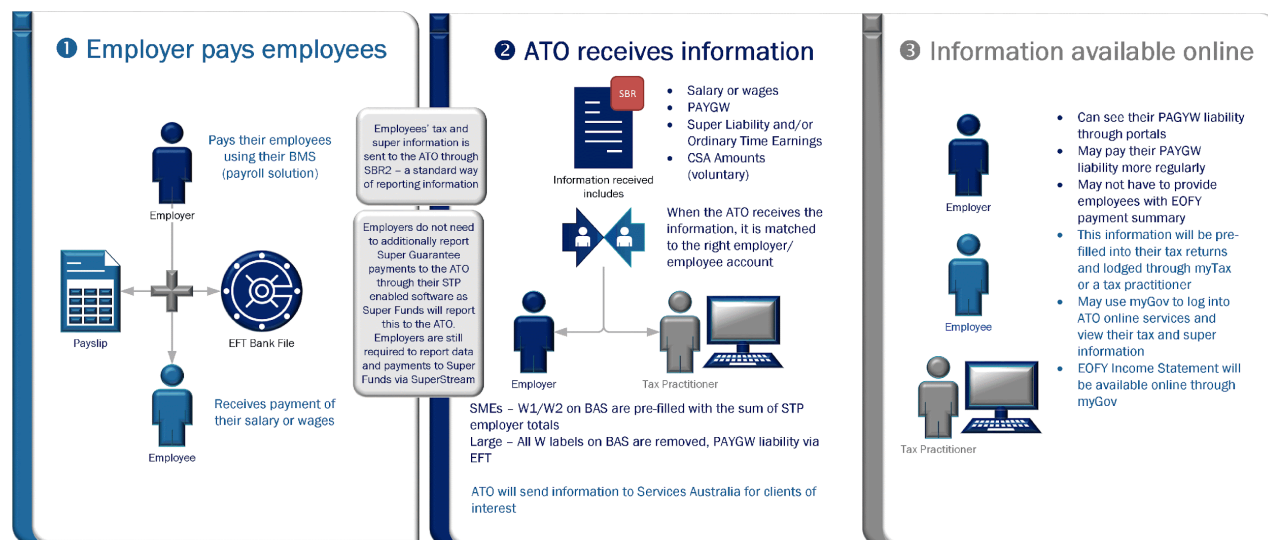 ❶ Employer pays employees
Pays their employees
using their BMS
(payroll solution)
Employer
Payslip
EFT Bank File
Receives payment of
their salary or wages
Employee
Employees' tax and
super information is
sent to the ATO through
SBR2 – a standard way
of reporting information
Employers do not need
to additionally report
Super Guarantee
payments to the ATO
through their STP
enabled software as
Super Funds will report
this to the ATO.
Employers are still
required to report data
and payments to Super
Funds via SuperStream
❷ ATO receives information
SBR
Information received
includes
• Salary or wages
• PAYGW
• Super Liability and/or
Ordinary Time Earnings
• CSA Amounts
(voluntary)
When the ATO receives the
information, it is matched
to the right employer/
employee account
Employer
Tax Practitioner
SMEs – W1/W2 on BAS are pre-filled with the sum of STP
employer totals
Large – All W labels on BAS are removed, PAYGW liability via
EFT
ATO will send information to Services Australia for clients of
interest
❸ Information available online
Employer
Employee
Tax Practitioner
• Can see their PAGYW liability
through portals
• May pay their PAYGW
liability more regularly
• May not have to provide
employees with EOFY
payment summary
• This information will be pre-
filled into their tax returns
and lodged through myTax
or a tax practitioner
• May use myGov to log into
ATO online services and
view their tax and super
information
• EOFY Income Statement will
be available online through
myGov